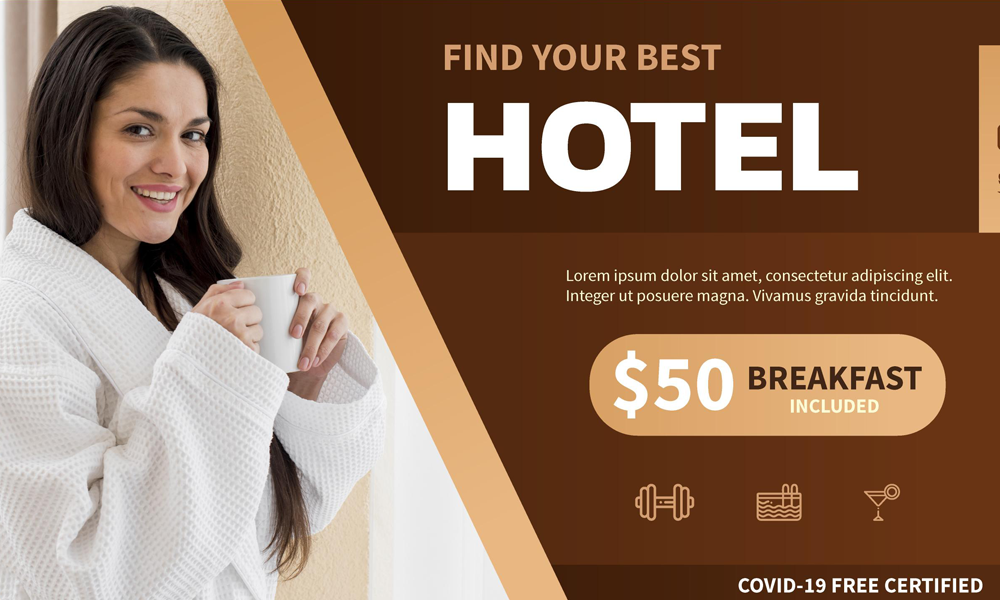 FIND YOUR BEST
HOTEL
Lorem ipsum dolor sit amet, consectetur adipiscing elit.
Integer ut posuere magna. Vivamus gravida tincidunt.
$50 BREAKFAST
INCLUDED
COVID-19 FREE CERTIFIED